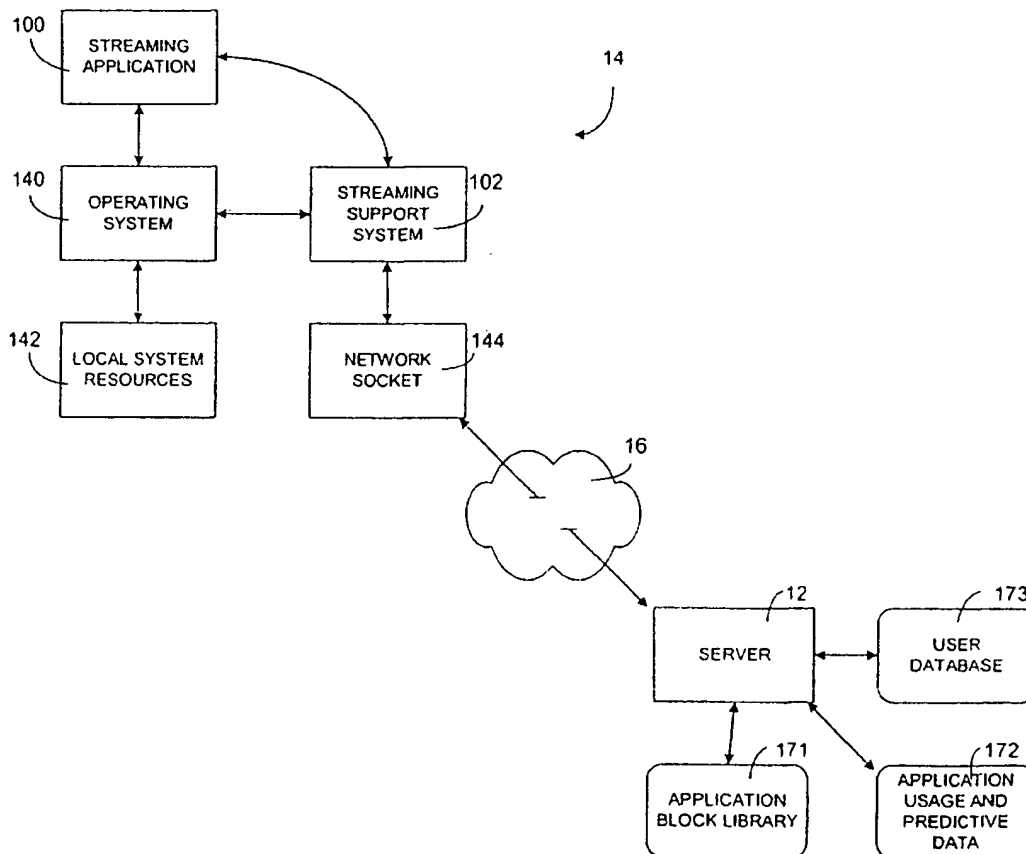 100
STREAMING
APPLICATION
14
140
OPERATING
SYSTEM
STREAMING
SUPPORT
SYSTEM
102
142
LOCAL SYSTEM
RESOURCES
NETWORK
SOCKET
144
16
12
SERVER
173
USER
DATABASE
171
APPLICATION
BLOCK LIBRARY
172
APPLICATION
USAGE AND
PREDICTIVE
DATA